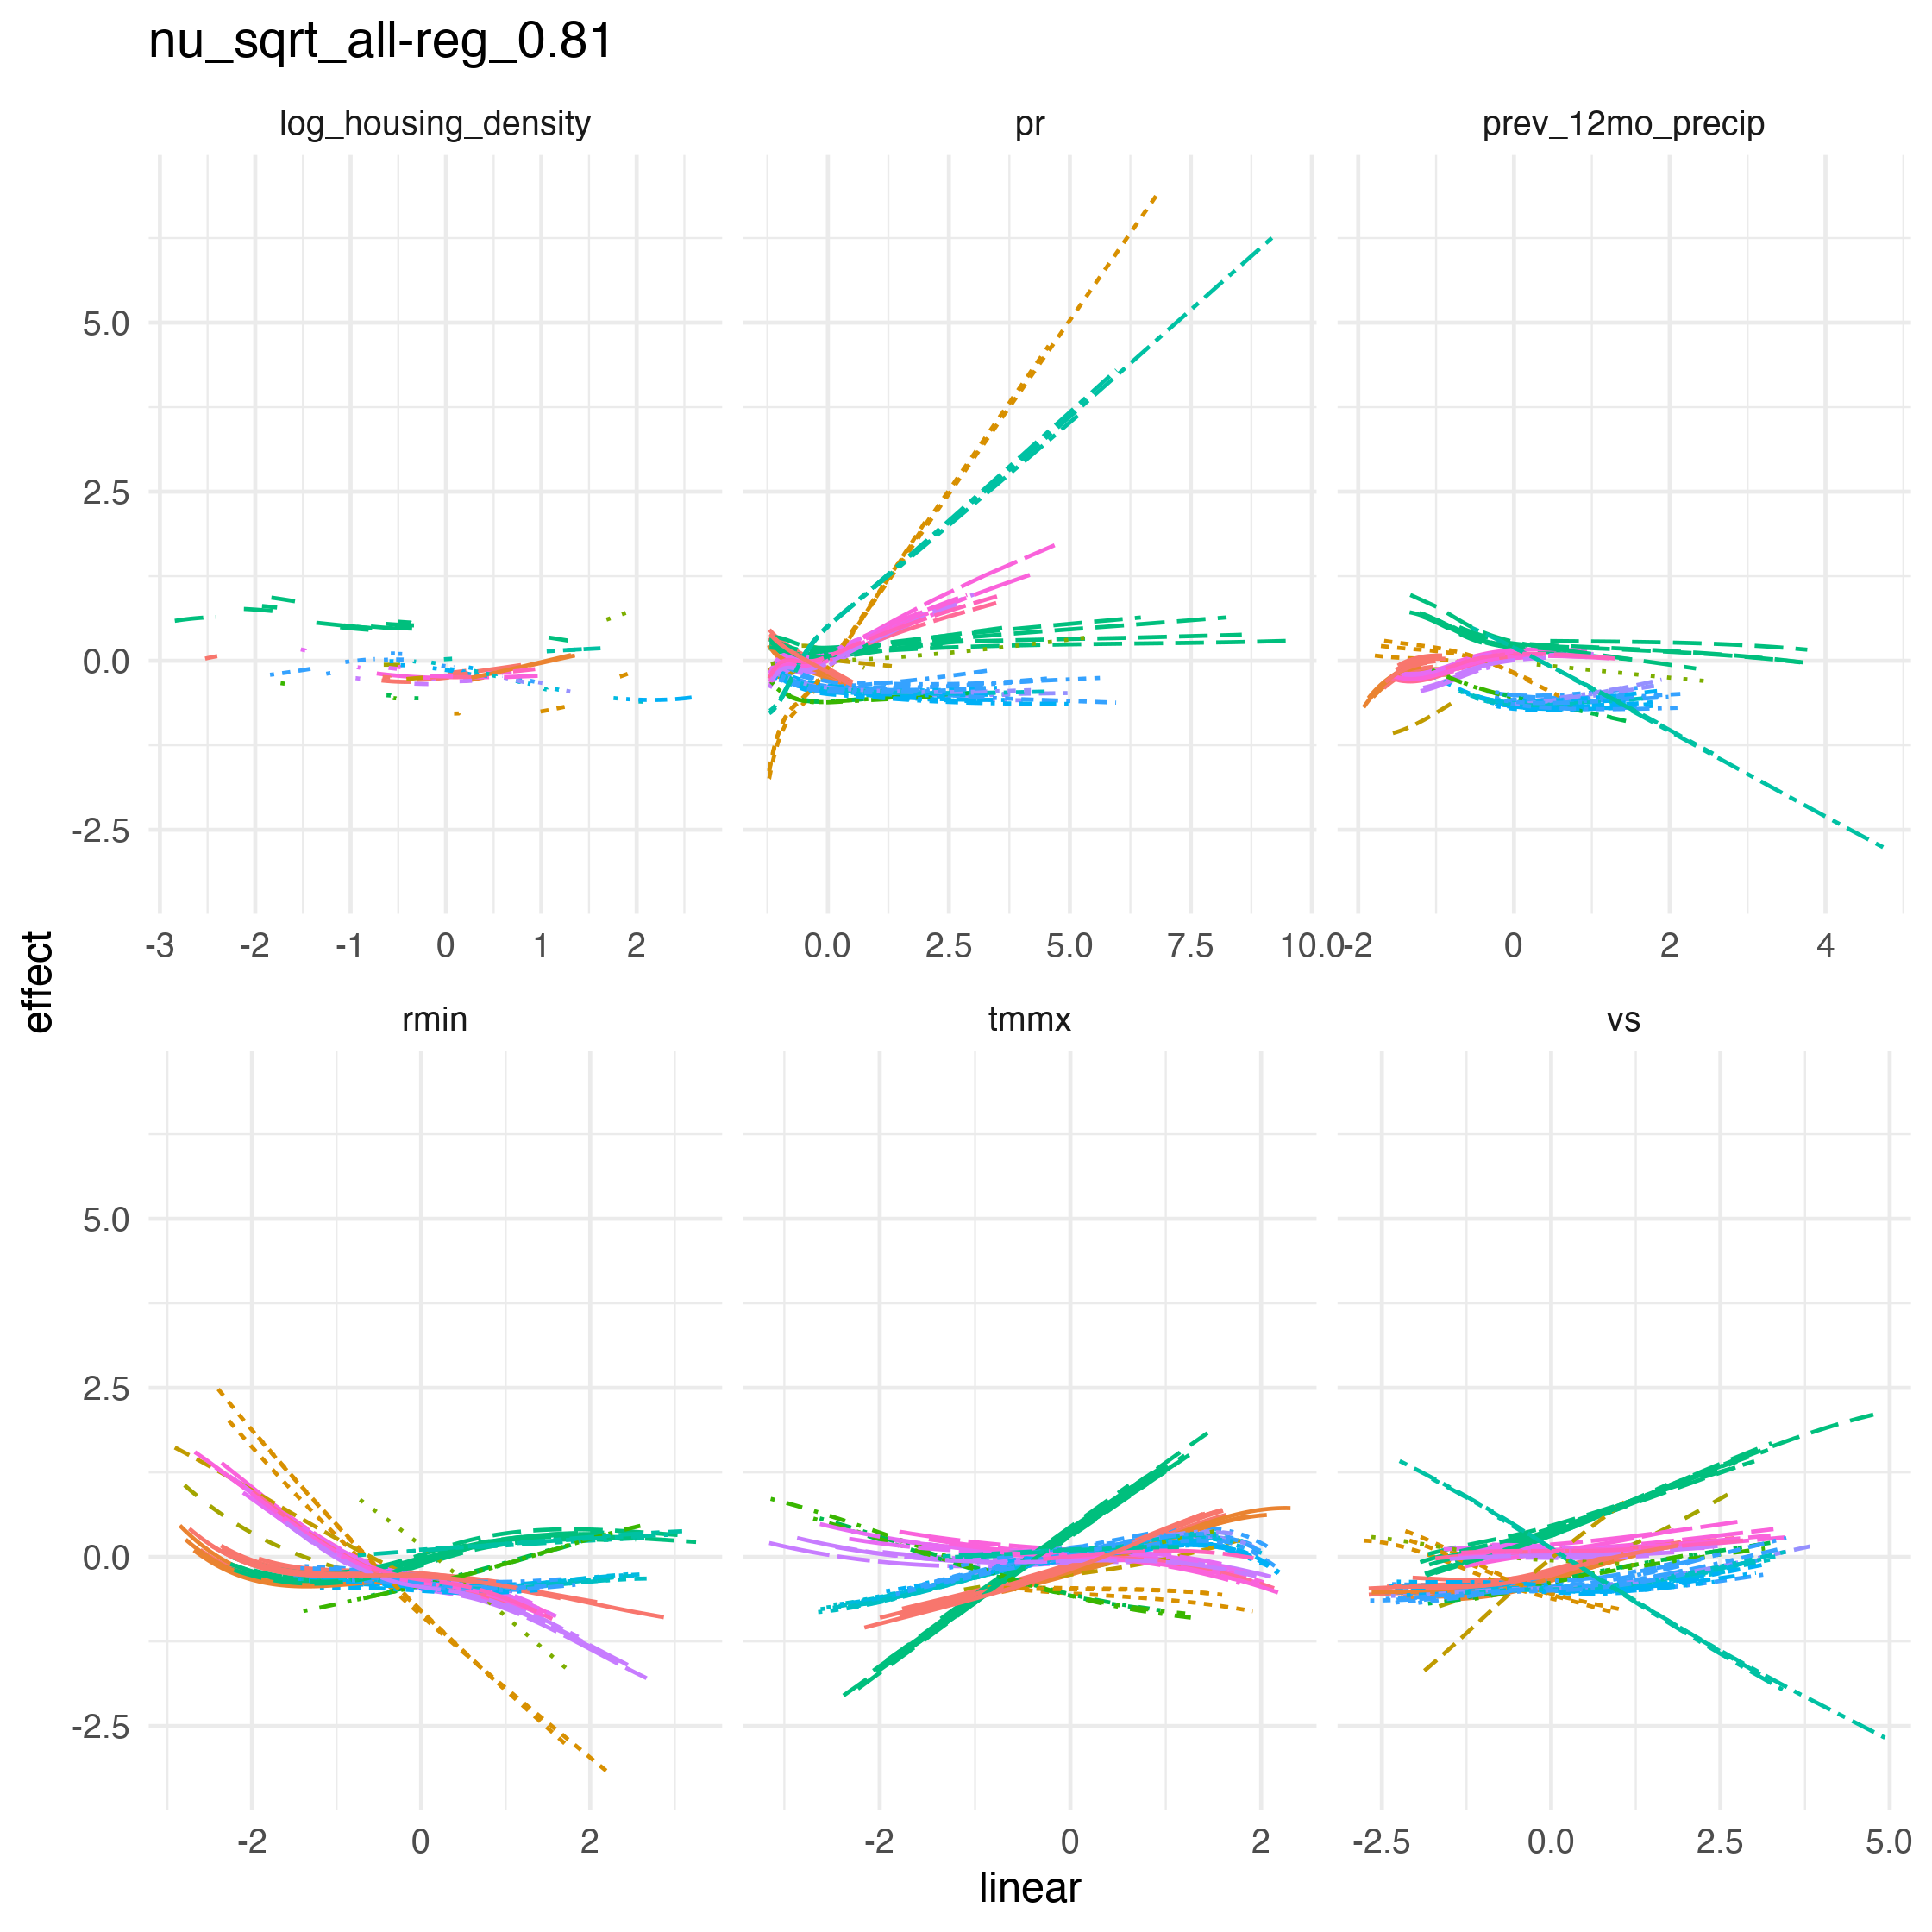 nu_sqrt_all-reg_0.81
log_housing_density
pr
prev_12mo_precip
5.0
2.5
0.0
-2.5
-3 -2 -1 0 1 2
0.0 2.5 5.0 7.5 10.0
-2 0 2 4
effect
rmin
tmmx
vs
5.0
2.5
0.0
-2.5
-2 0 2
-2 0 2
-2.5 0.0 2.5 5.0
linear